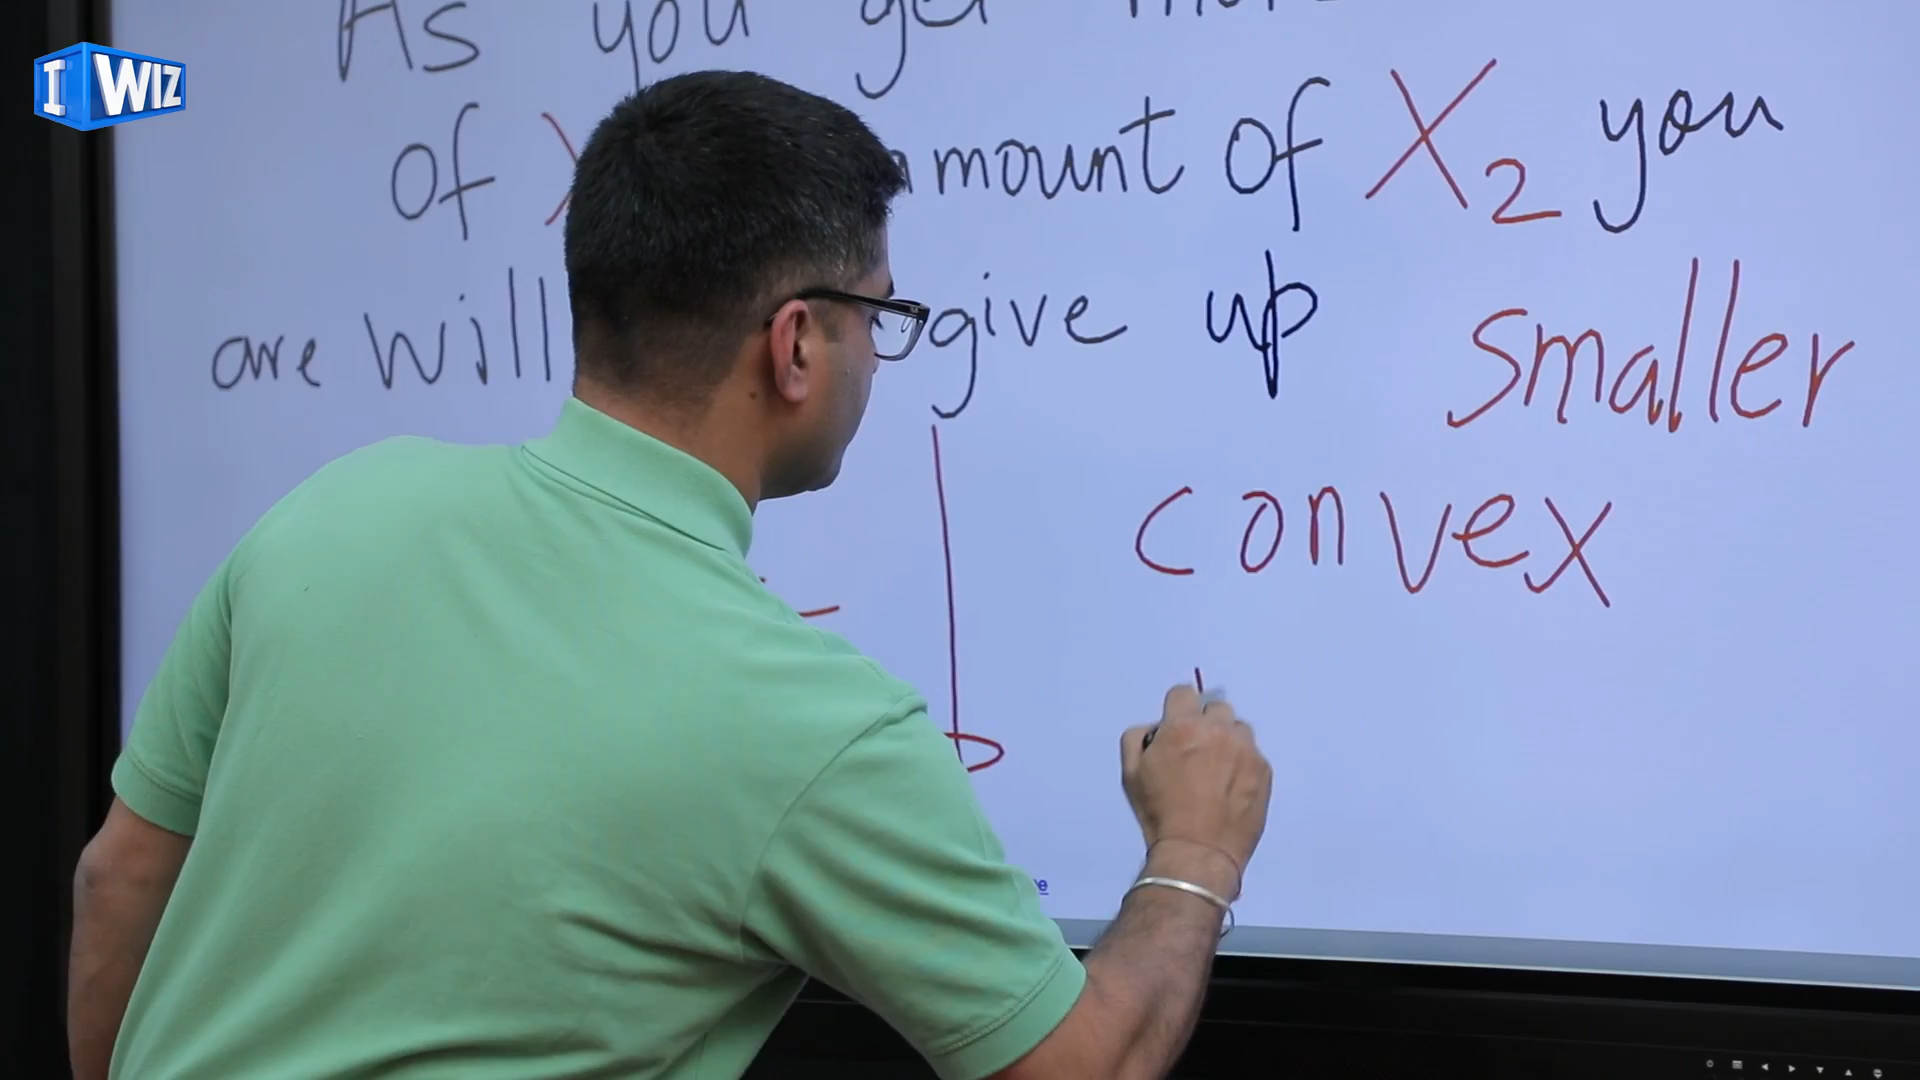 I WIZ
As you get more
of X amount of X2 you
are will give up smaller
convex